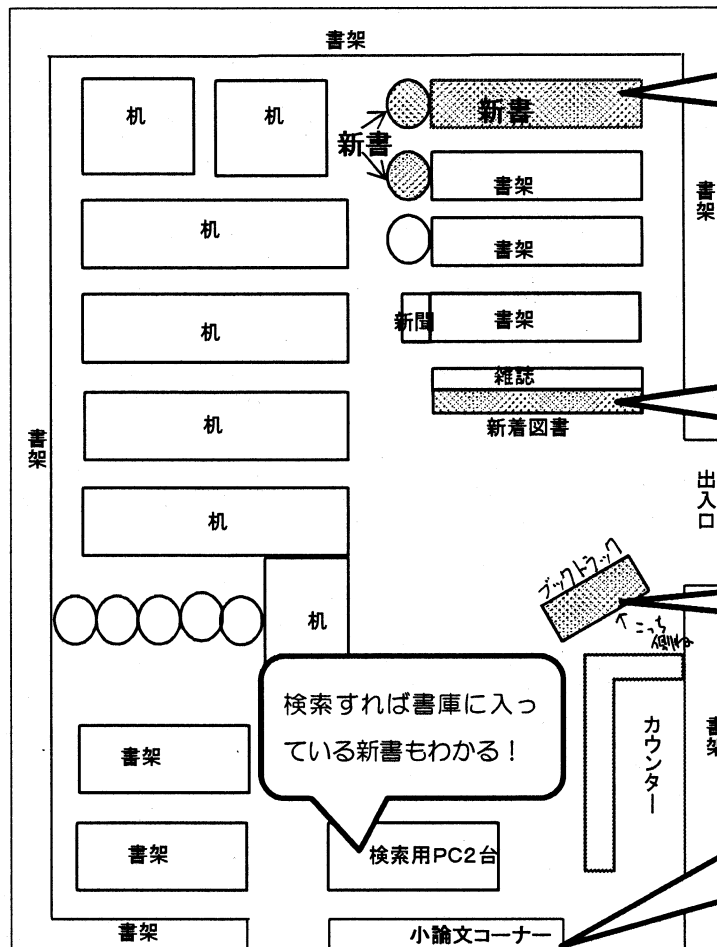 書架
机
机
新書
新書
書架
書架
机
書架
新聞
書架
机
雑誌
新着図書
机
書架
出入口
机
ブックトラック
こっち
側ね
机
検索すれば書庫に入っ
ている新書もわかる！
カウンター
書架
書架
書架
検索用PC2台
書架
小論文コーナー